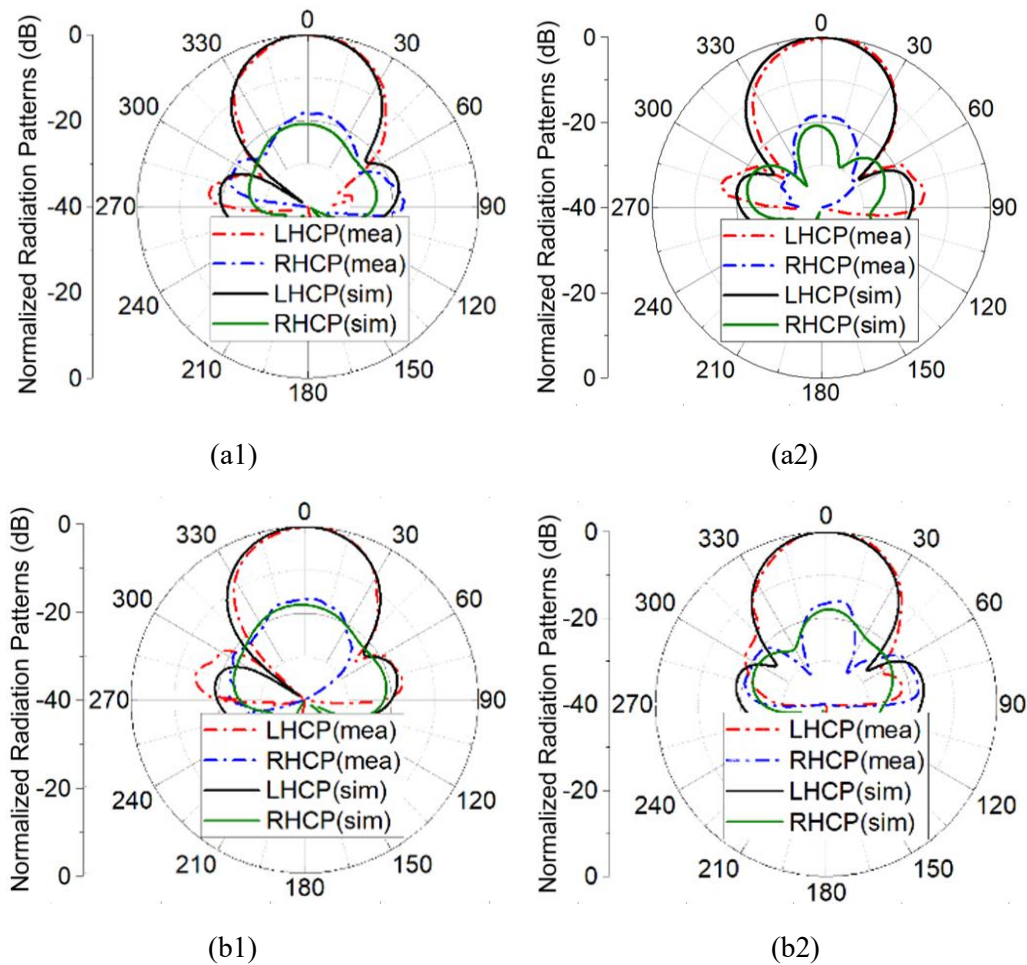 Normalized Radiation Patterns (dB)
0
-20
-40
-20
0
0
30
60
90
120
150
180
210
240
270
300
330
LHCP(mea)
RHCP(mea)
LHCP(sim)
RHCP(sim)
(a1)
Normalized Radiation Patterns (dB)
0
-20
-40
-20
0
0
30
60
90
120
150
180
210
240
270
300
330
LHCP(mea)
RHCP(mea)
LHCP(sim)
RHCP(sim)
(a2)
Normalized Radiation Patterns (dB)
0
-20
-40
-20
0
0
30
60
90
120
150
180
210
240
270
300
330
LHCP(mea)
RHCP(mea)
LHCP(sim)
RHCP(sim)
(b1)
Normalized Radiation Patterns (dB)
0
-20
-40
-20
0
0
30
60
90
120
150
180
210
240
270
300
330
LHCP(mea)
RHCP(mea)
LHCP(sim)
RHCP(sim)
(b2)